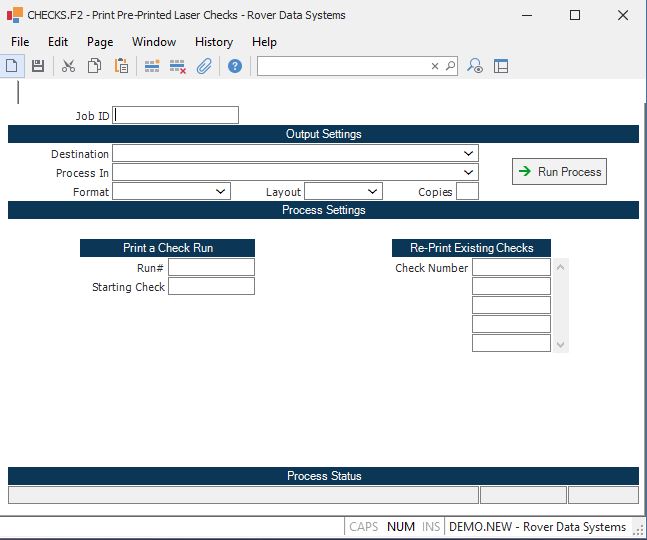 CHECKS.F2 - Print Pre-Printed Laser Checks - Rover Data Systems
File Edit Page Window History Help
Job ID
Output Settings
Destination
Process In
Run Process
Format Layout Copies
Process Settings
Print a Check Run Re-Print Existing Checks
Run# Check Number
Starting Check
Process Status
CAPS NUM INS DEMO.NEW - Rover Data Systems